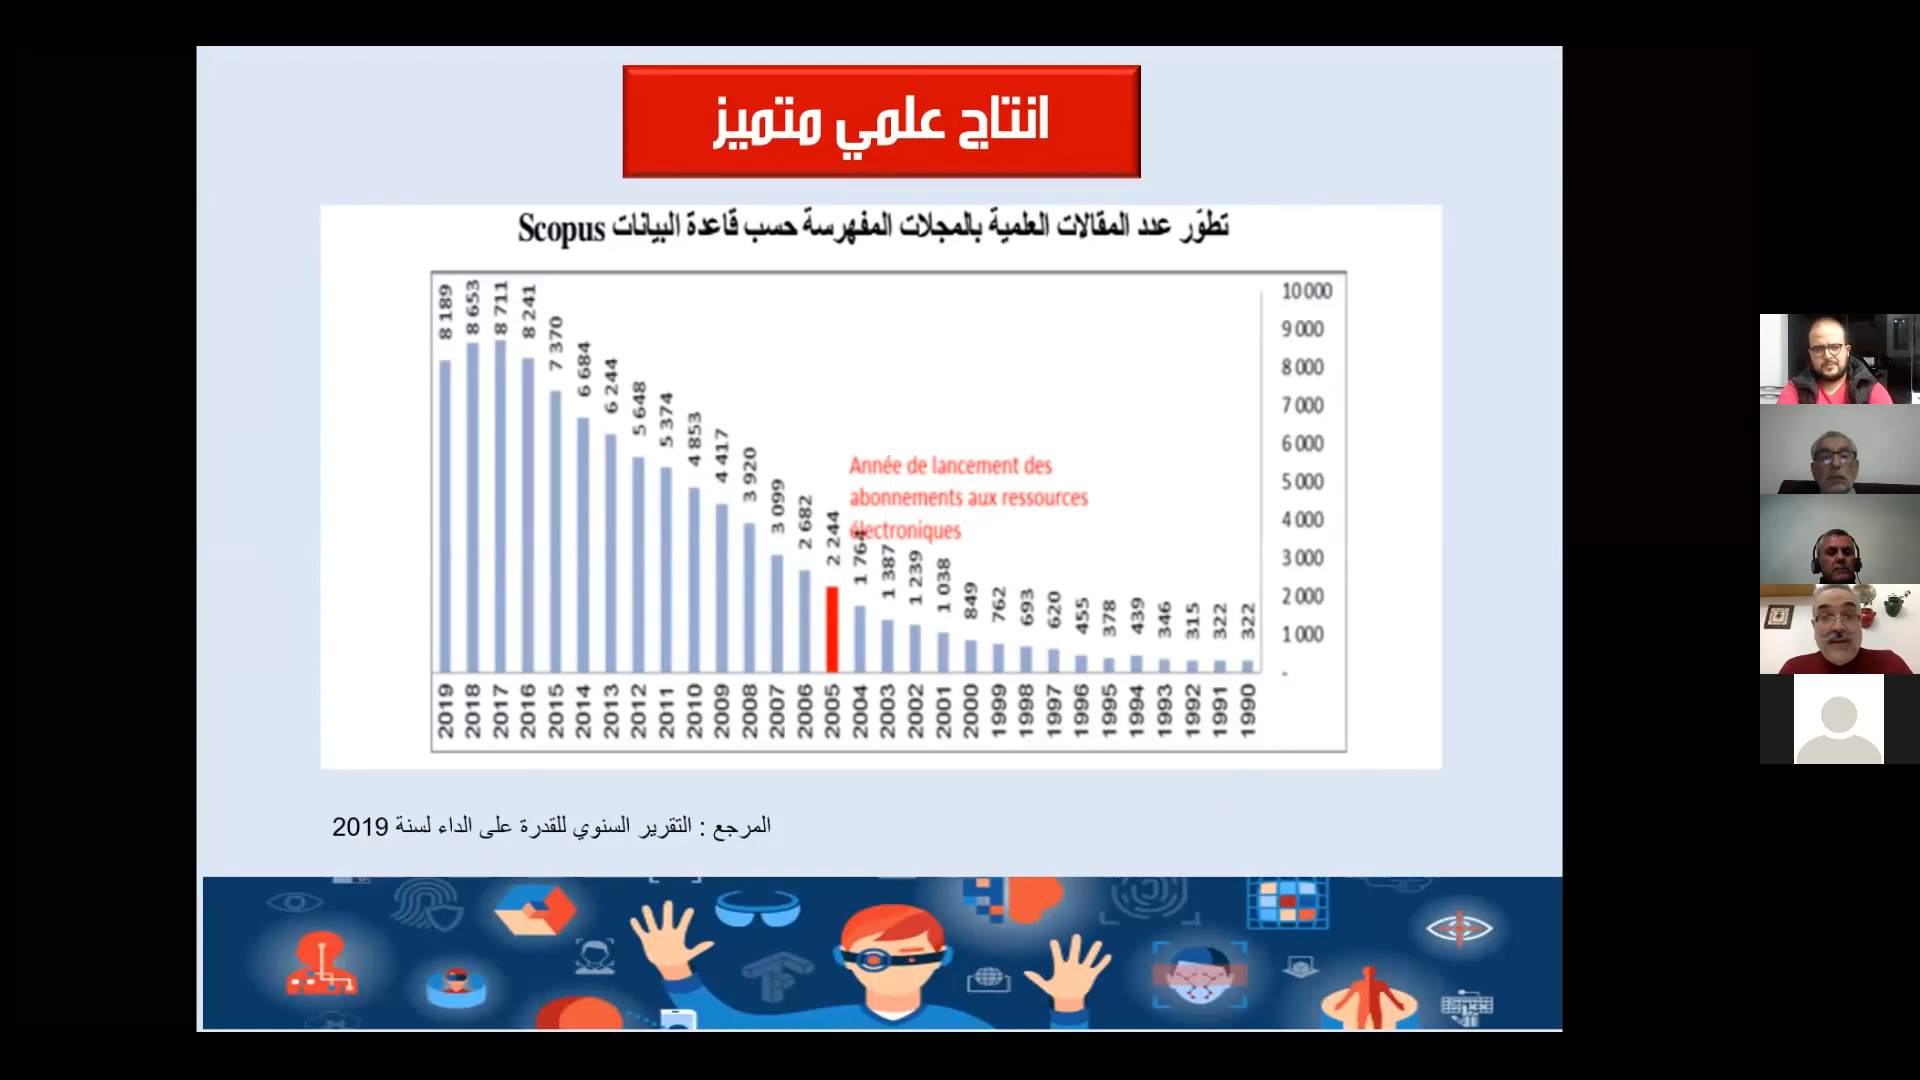 انتاج علمي متميز
تطوّر عدد المقالات العلمية بالمجلات المفهرسة حسب قاعدة البيانات Scopus
8 189 8 653 8 711 8 241 7 370 6 684 6 244 5 648 5 374 4 853 4 417 3 920 3 099 2 682 2 244 1 764 1 387 1 239 1 038 849 762 693 620 455 378 439 346 315 322 322
Année de lancement des
abonnements aux ressources
électroniques
10 000
9 000
8 000
7 000
6 000
5 000
4 000
3 000
2 000
1 000
-
2019 2018 2017 2016 2015 2014 2013 2012 2011 2010 2009 2008 2007 2006 2005 2004 2003 2002 2001 2000 1999 1998 1997 1996 1995 1994 1993 1992 1991 1990
المرجع : التقرير السنوي للقدرة على الداء لسنة 2019